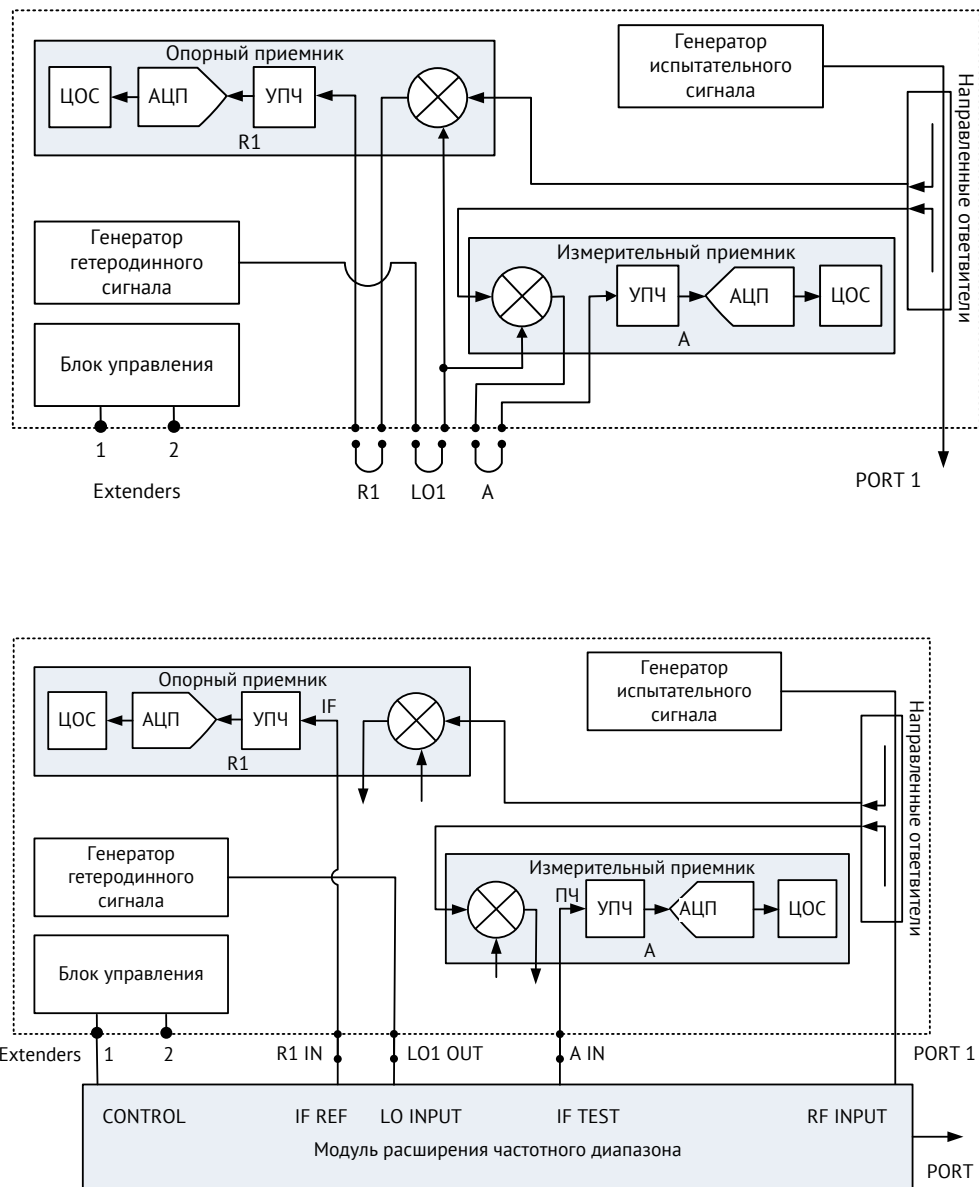 Опорный приемник
ЦОС
АЦП
УПЧ
R1
Генератор
испытательного
сигнала
Направленные ответвители
Генератор
гетеродинного
сигнала
Измерительный приемник
УПЧ
АЦП
ЦОС
A
Блок управления
1
2
Extenders
R1
LO1
A
PORT 1
Опорный приемник
ЦОС
АЦП
УПЧ
IF
R1
Генератор
испытательного
сигнала
Направленные ответвители
Генератор
гетеродинного
сигнала
Измерительный приемник
ПЧ
УПЧ
АЦП
ЦОС
A
Блок управления
Extenders
1
2
R1 IN
LO1 OUT
A IN
PORT 1
CONTROL
IF REF
LO INPUT
IF TEST
RF INPUT
Модуль расширения частотного диапазона
PORT